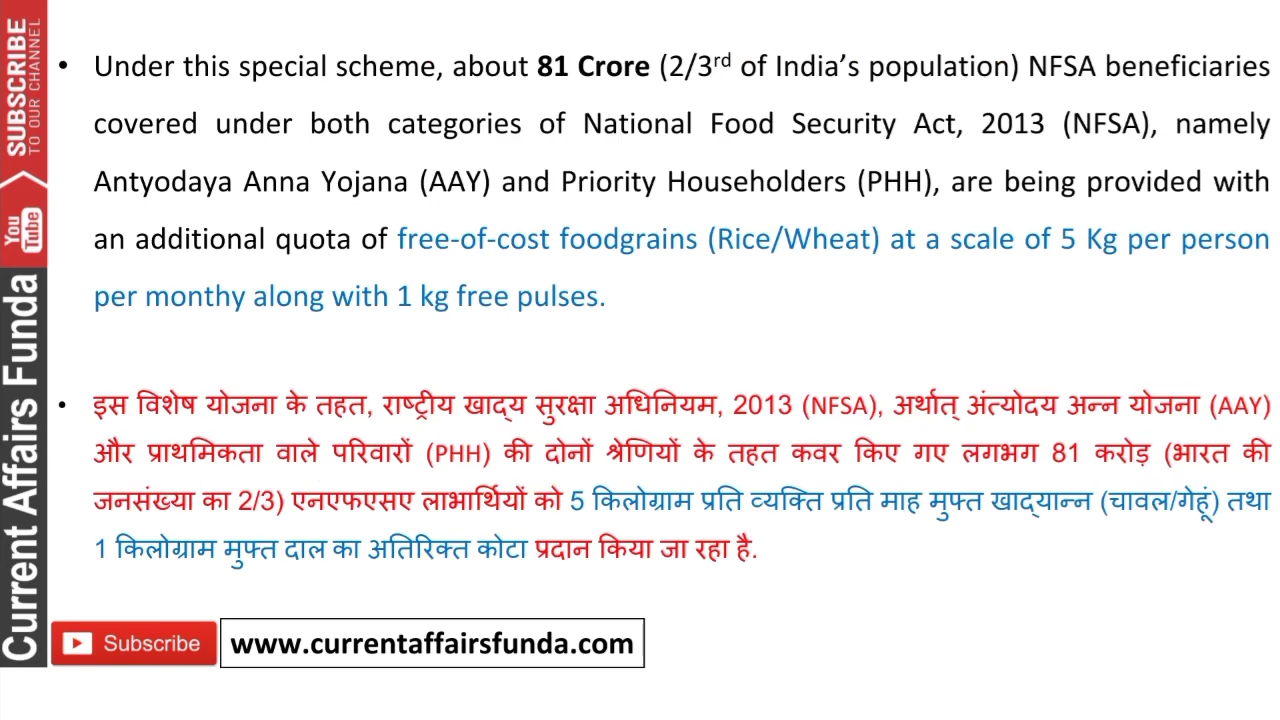 SUBSCRIBE
TO OUR CHANNEL
You
Tube
Current Affairs Funda
• Under this special scheme, about 81 Crore (2/3rd of India’s population) NFSA beneficiaries
covered under both categories of National Food Security Act, 2013 (NFSA), namely
Antyodaya Anna Yojana (AAY) and Priority Householders (PHH), are being provided with
an additional quota of free-of-cost foodgrains (Rice/Wheat) at a scale of 5 Kg per person
per monthy along with 1 kg free pulses.
• इस विशेष योजना के तहत, राष्ट्रीय खाद्य सुरक्षा अधिनियम, 2013 (NFSA), अर्थात् अंत्योदय अन्न योजना (AAY)
और प्राथमिकता वाले परिवारों (PHH) की दोनों श्रेणियों के तहत कवर किए गए लगभग 81 करोड़ (भारत की
जनसंख्या का 2/3) एनएफएसए लाभार्थियों को 5 किलोग्राम प्रति व्यक्ति प्रति माह मुफ्त खाद्यान्न (चावल/गेहूं) तथा
1 किलोग्राम मुफ्त दाल का अतिरिक्त कोटा प्रदान किया जा रहा है.
Subscribe
www.currentaffairsfunda.com